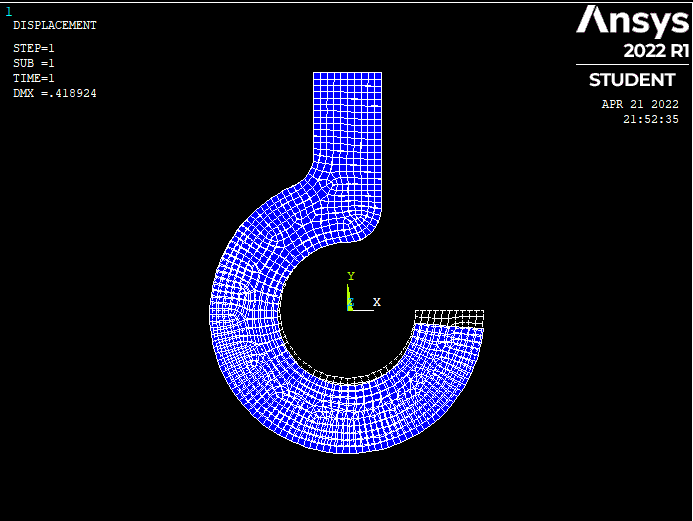 1
DISPLACEMENT
STEP=1
SUB =1
TIME=1
DMX =.418924
Ansys
2022 R1
STUDENT
APR 21 2022
21:52:35
Y
Z X